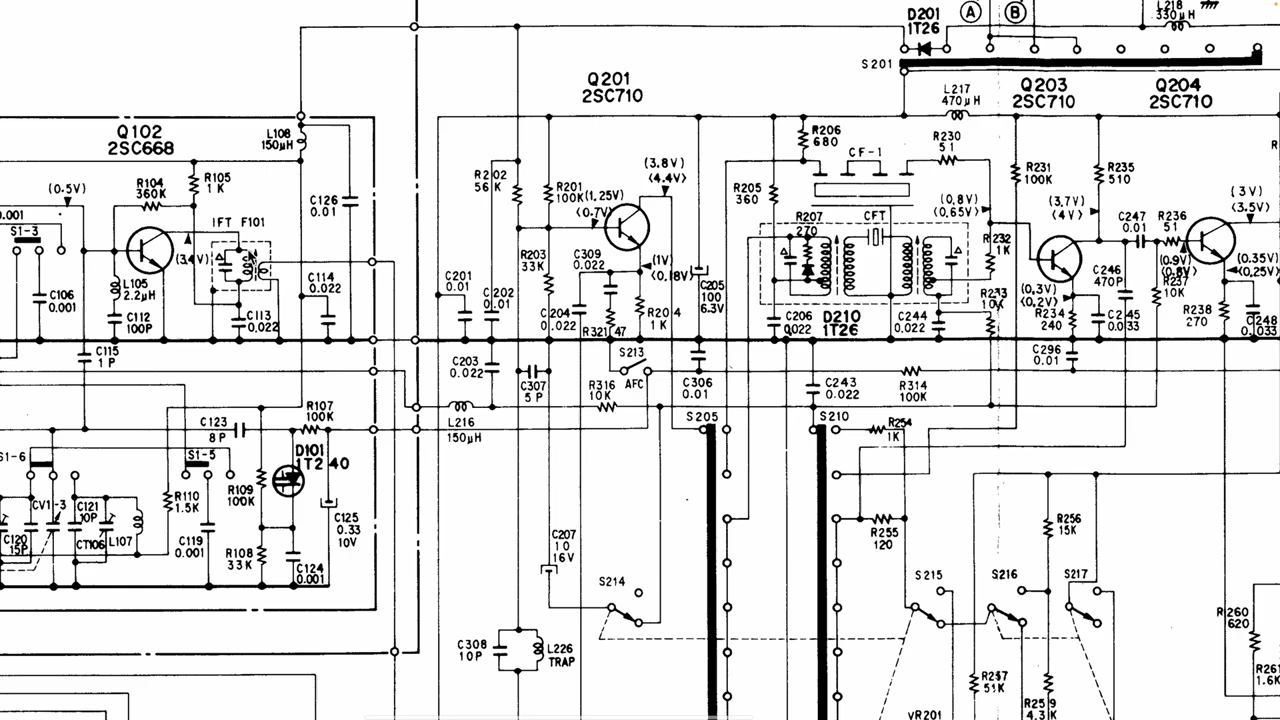 D201
1T26
A
B
L218
330μH
S201
Q201
2SC710
Q203
2SC710
Q204
2SC710
L217
470μH
Q102
2SC668
L108
150μH
R206
680
CF-1
R230
51
(3.8V)
(4.4V)
R104
360K
R105
1K
(0.5V)
0.001
S1-3
C126
0.01
R202
56K
R201
100K
(1.25V)
(0.7V)
R205
360
R231
100K
R235
510
(0.8V)
(0.65V)
(3.7V)
(4V)
C247
0.01
R236
51
(3V)
(3.5V)
IFT F101
R207
270
CFT
R232
1K
R203
33K
C309
0.022
(1V)
(0.18V)
C205
100
6.3V
(0.9V)
(0.8V)
R237
10K
(0.35V)
(0.25V)
L105
2.2μH
C106
0.001
C112
100P
C113
0.022
C114
0.022
C201
0.01
C202
0.01
C204
0.022
R321 47
R204
1K
C206
0.022
D210
1T26
C244
0.022
R233
10K
(0.3V)
(0.2V)
R234
240
C245
0.033
C246
470P
R238
270
C248
0.033
C115
1P
C203
0.022
C307
5P
R316
10K
S213
AFC
C306
0.01
C243
0.022
R314
100K
C296
0.01
L216
150μH
R107
100K
C123
8P
S205
S210
R254
1K
S1-6
S1-5
D101
1T2 40
CV1-3
C121
10P
R110
1.5K
R109
100K
C120
15P
CT106
L107
C119
0.001
R108
33K
C124
0.001
C125
0.33
10V
C207
10
16V
R255
120
R256
15K
S214
S215
S216
S217
C308
10P
L226
TRAP
R260
620
R257
51K
R259
4.3K
R261
1.6K
VR201